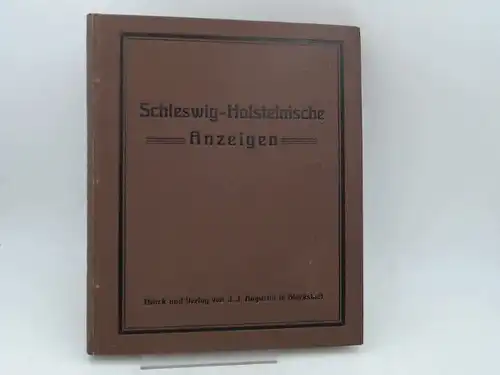 Schleswig-Holsteinische
Anzeigen
Druck und Verlag von J. J. Augustin in Glückstadt